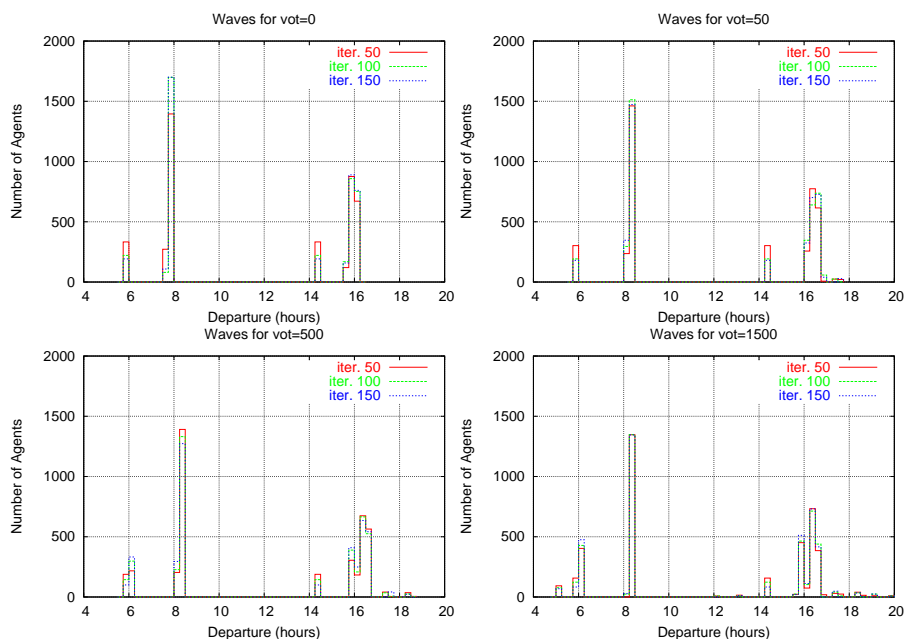 Waves for vot=0
2000
1500
1000
500
0
Number of Agents
iter. 50
iter. 100
iter. 150
4 6 8 10 12 14 16 18 20
Departure (hours)
Waves for vot=50
2000
1500
1000
500
0
Number of Agents
iter. 50
iter. 100
iter. 150
4 6 8 10 12 14 16 18 20
Departure (hours)
Waves for vot=500
2000
1500
1000
500
0
Number of Agents
iter. 50
iter. 100
iter. 150
4 6 8 10 12 14 16 18 20
Departure (hours)
Waves for vot=1500
2000
1500
1000
500
0
Number of Agents
iter. 50
iter. 100
iter. 150
4 6 8 10 12 14 16 18 20
Departure (hours)